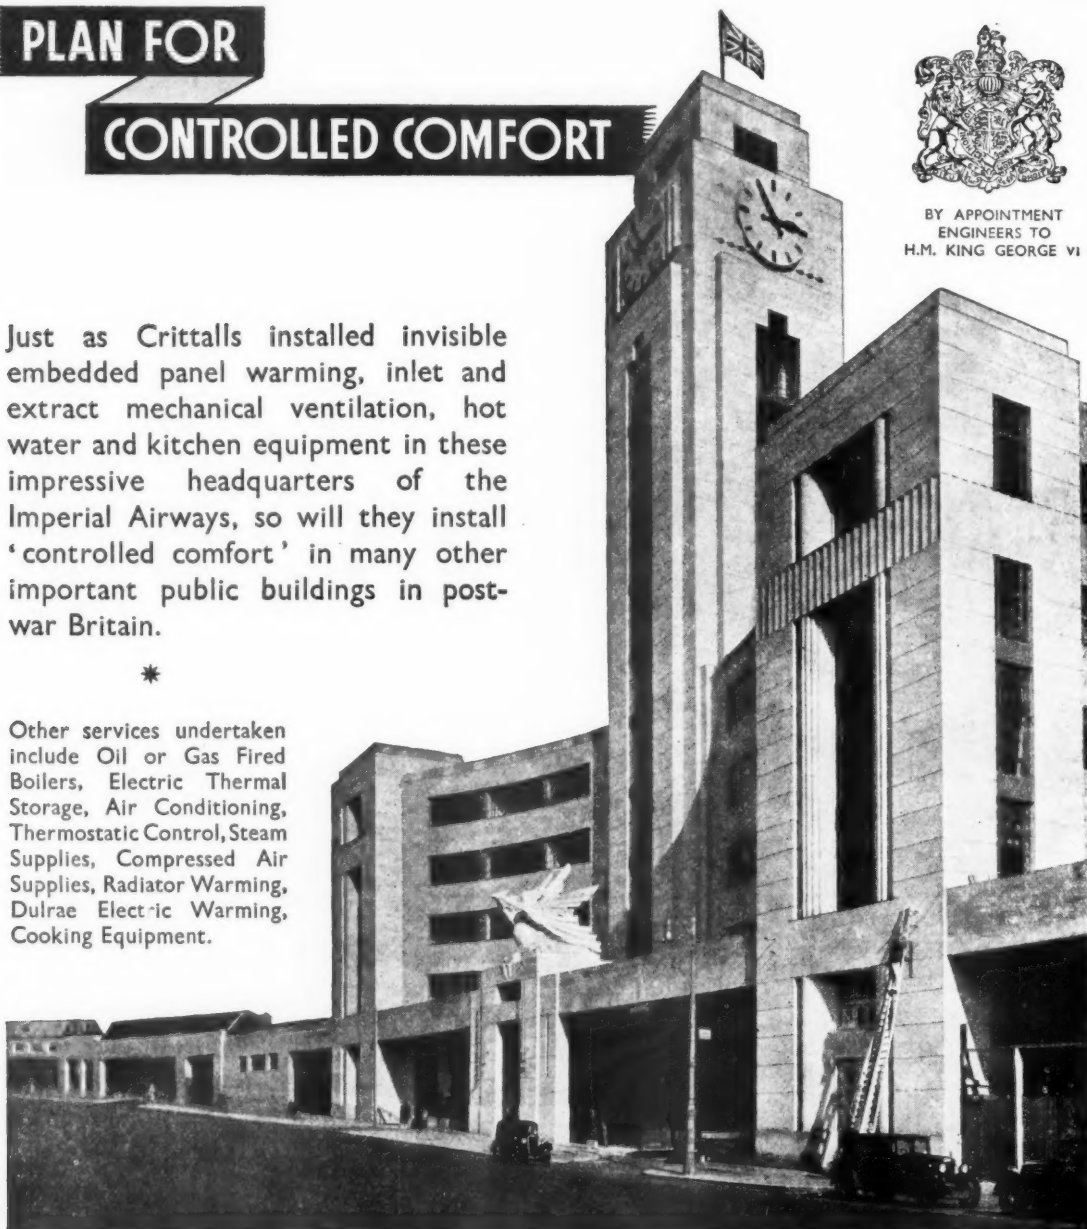 PLAN FOR
CONTROLLED COMFORT
BY APPOINTMENT
ENGINEERS TO
H.M. KING GEORGE VI
Just as Crittalls installed invisible
embedded panel warming, inlet and
extract mechanical ventilation, hot
water and kitchen equipment in these
impressive headquarters of the
Imperial Airways, so will they install
‘controlled comfort’ in many other
important public buildings in post-
war Britain.
Other services undertaken
include Oil or Gas Fired
Boilers, Electric Thermal
Storage, Air Conditioning,
Thermostatic Control, Steam
Supplies, Compressed Air
Supplies, Radiator Warming,
Dulrae Electric Warming,
Cooking Equipment.